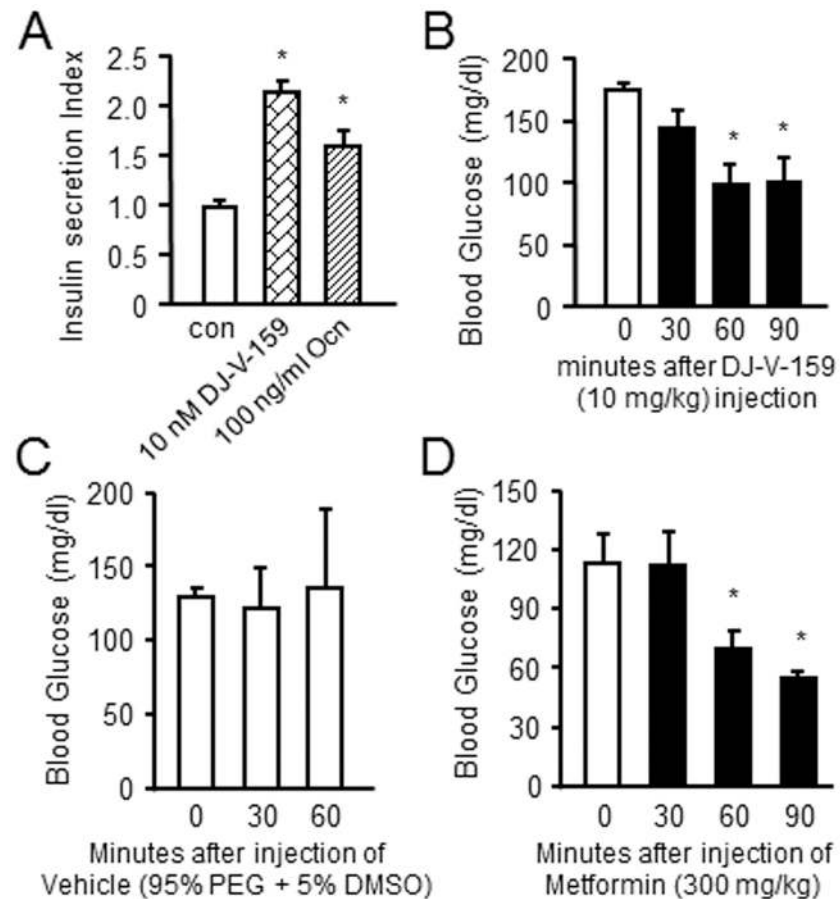 A
Insulin secretion Index
2.5
2.0
1.5
1.0
0.5
0
*
*
con
10 nM DJ-V-159
100 ng/ml Ocn
B
Blood Glucose (mg/dl)
200
150
100
50
0
*
*
0 30 60 90
minutes after DJ-V-159
(10 mg/kg) injection
C
Blood Glucose (mg/dl)
200
150
100
50
0
0 30 60
Minutes after injection of
Vehicle (95% PEG + 5% DMSO)
D
Blood Glucose (mg/dl)
150
120
90
60
30
0
*
*
0 30 60 90
Minutes after injection of
Metformin (300 mg/kg)